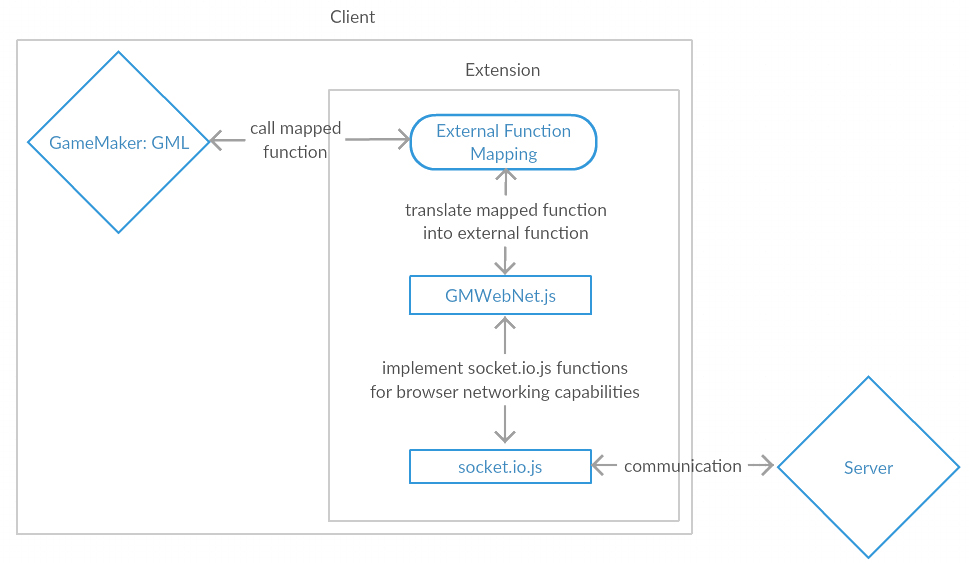 Client
Extension
GameMaker: GML
call mapped
function
External Function
Mapping
translate mapped function
into external function
GMWebNet.js
implement socket.io.js functions
for browser networking capabilities
socket.io.js
communication
Server